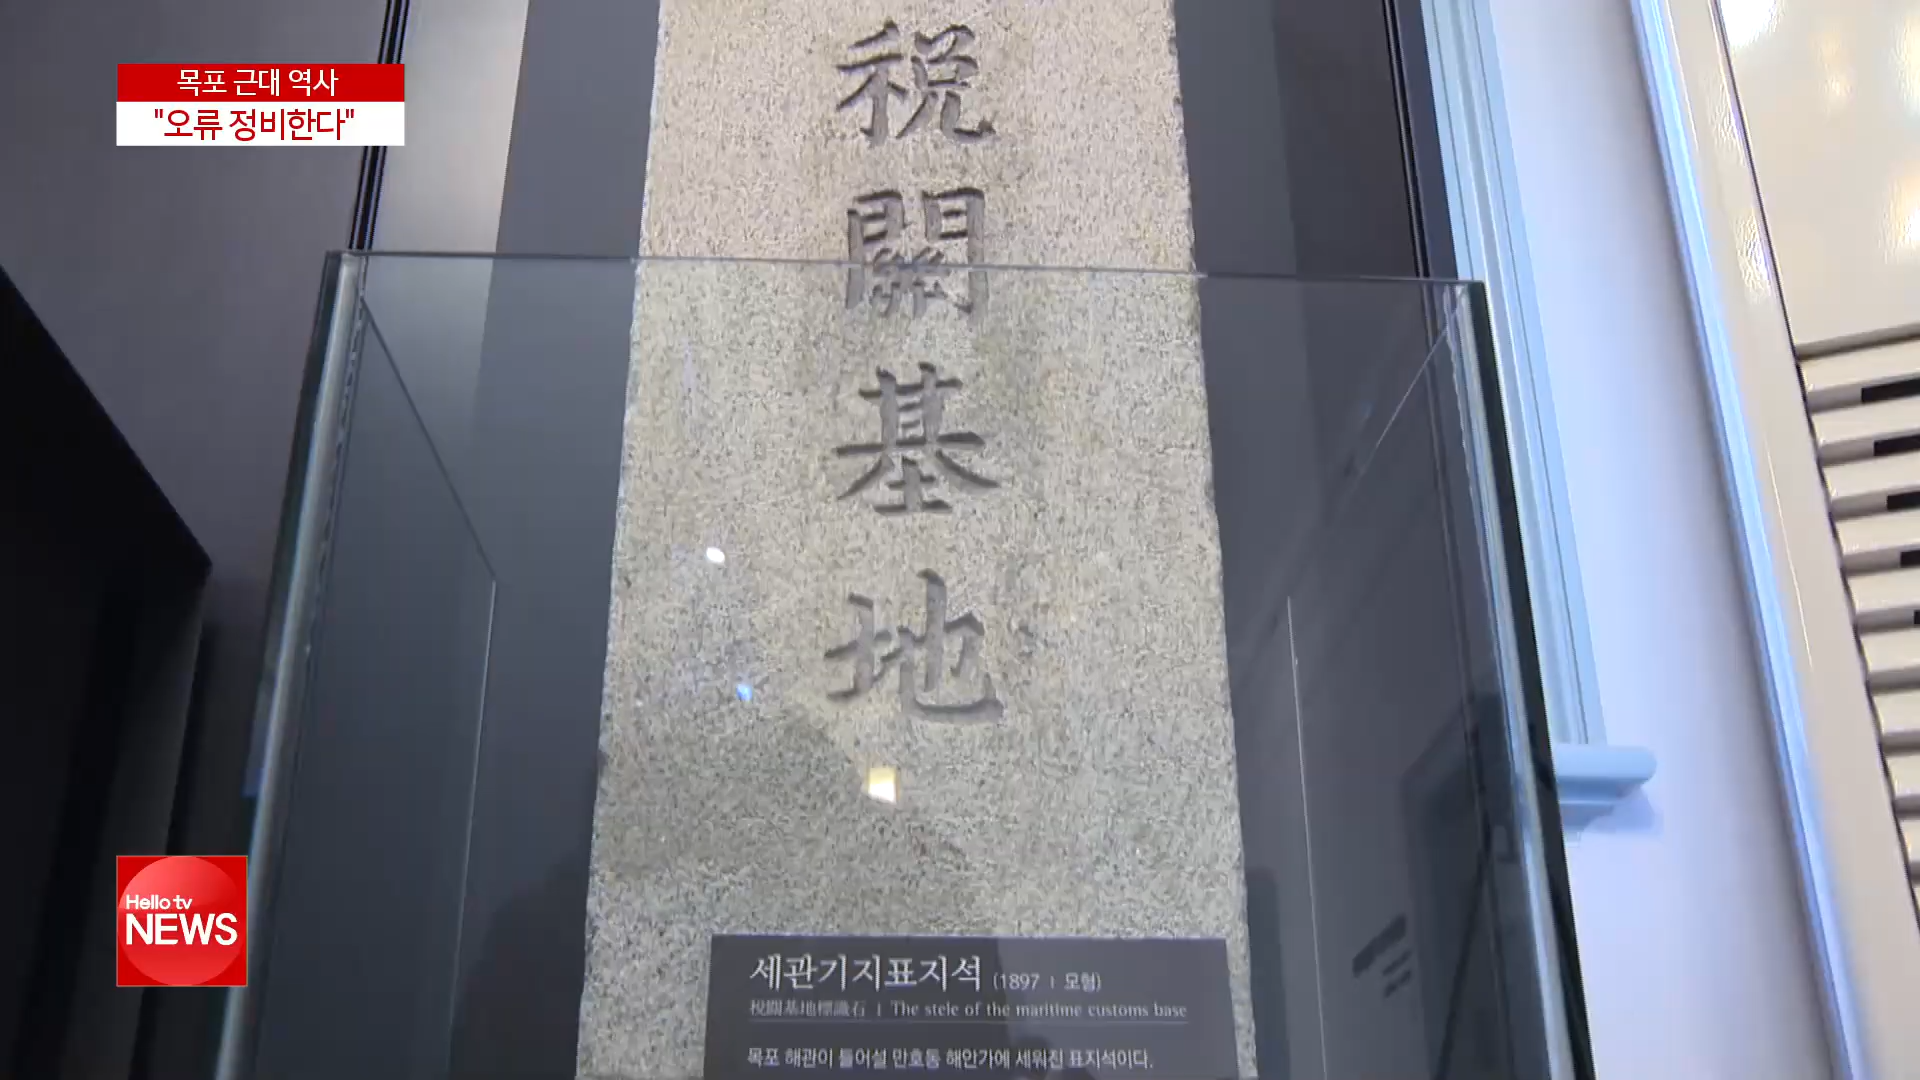 목포 근대 역사
"오류 정비한다"
稅
關
基
地
세관기지표지석 (1897 | 모형)
稅關基地標識石 | The stele of the maritime customs base
목포 해관이 들어설 만호동 해안가에 세워진 표지석이다.
Hello tv
NEWS